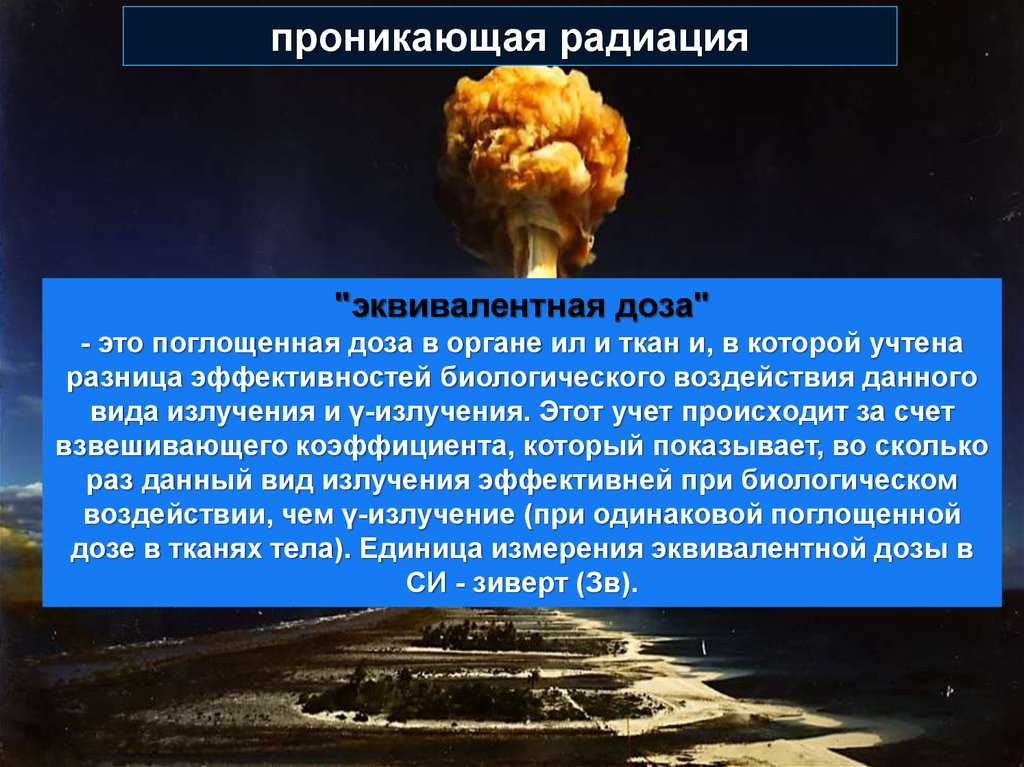 проникающая радиация
"эквивалентная доза"
- это поглощенная доза в органе ил и ткан и, в которой учтена
разница эффективностей биологического воздействия данного
вида излучения и γ-излучения. Этот учет происходит за счет
взвешивающего коэффициента, который показывает, во сколько
раз данный вид излучения эффективней при биологическом
воздействии, чем γ-излучение (при одинаковой поглощенной
дозе в тканях тела). Единица измерения эквивалентной дозы в
СИ - зиверт (Зв).